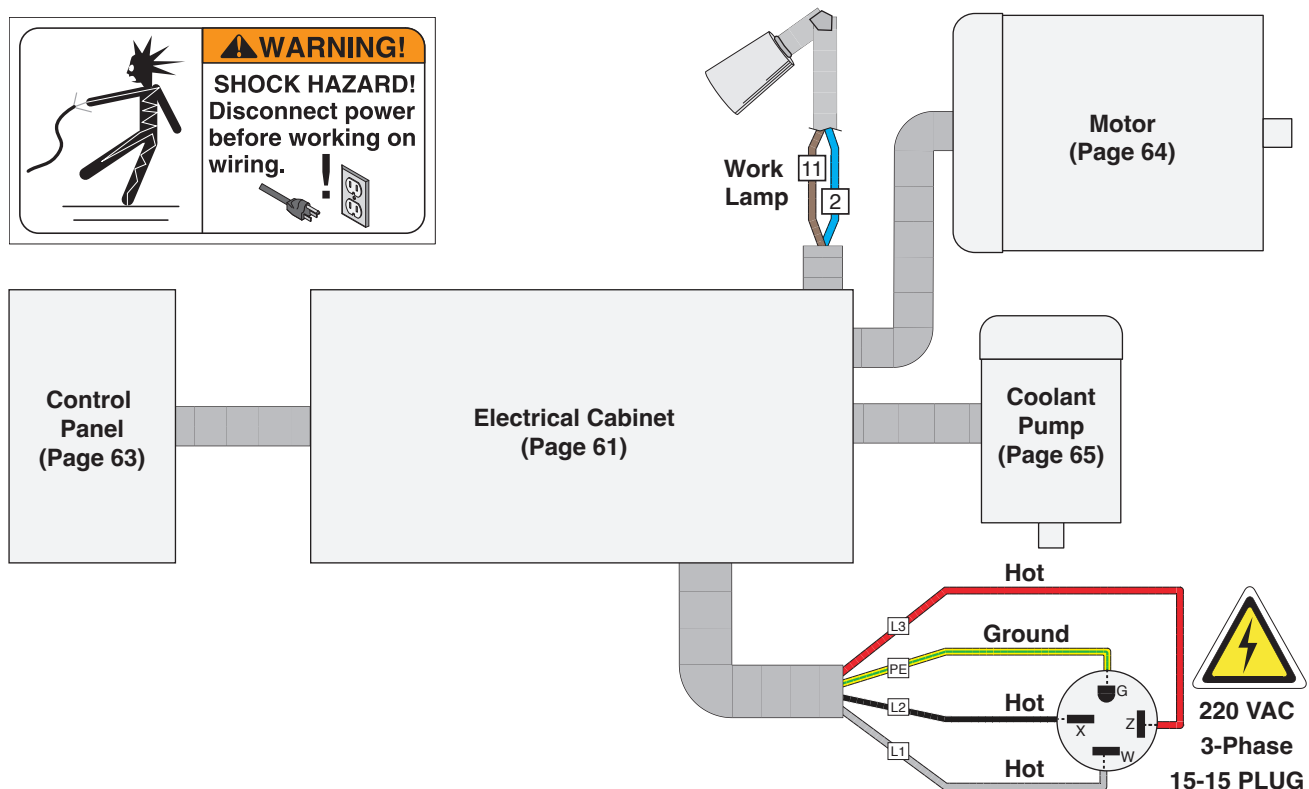 WARNING!
SHOCK HAZARD!
Disconnect power
before working on
wiring.
!
Work
Lamp
11
2
Motor
(Page 64)
Control
Panel
(Page 63)
Electrical Cabinet
(Page 61)
Coolant
Pump
(Page 65)
Hot
L3
Ground
PE
G
Hot
L2
X
Z
L1
W
Hot
220 VAC
3-Phase
15-15 PLUG